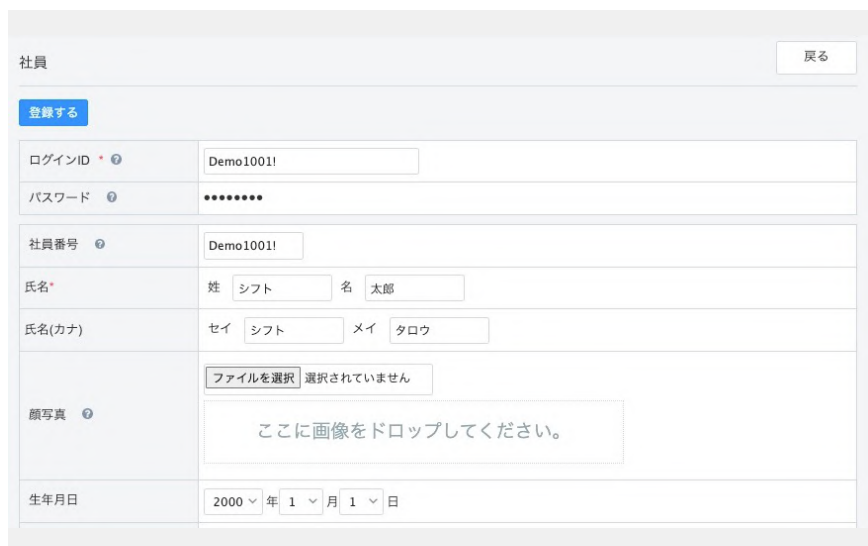 社員
戻る
登録する
ログインID *
Demo1001!
パスワード
••••••••
社員番号
Demo1001!
氏名*
姓 シフト 名 太郎
氏名(カナ)
セイ シフト メイ タロウ
ファイルを選択 選択されていません
顔写真
ここに画像をドロップしてください。
生年月日
2000 年 1 月 1 日